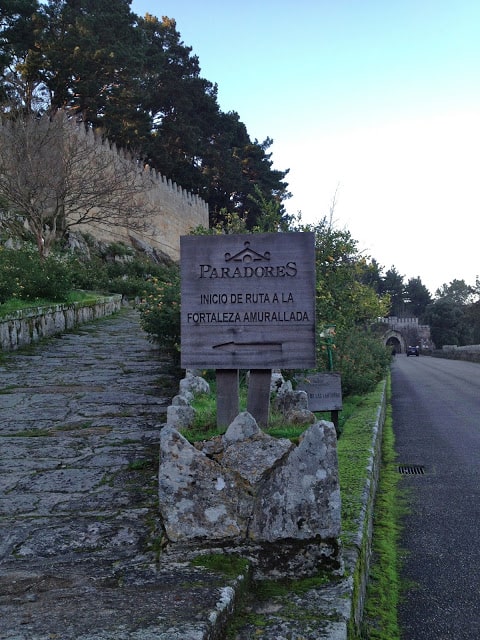 PARADORES
INICIO DE RUTA A LA
FORTALEZA AMURALLADA